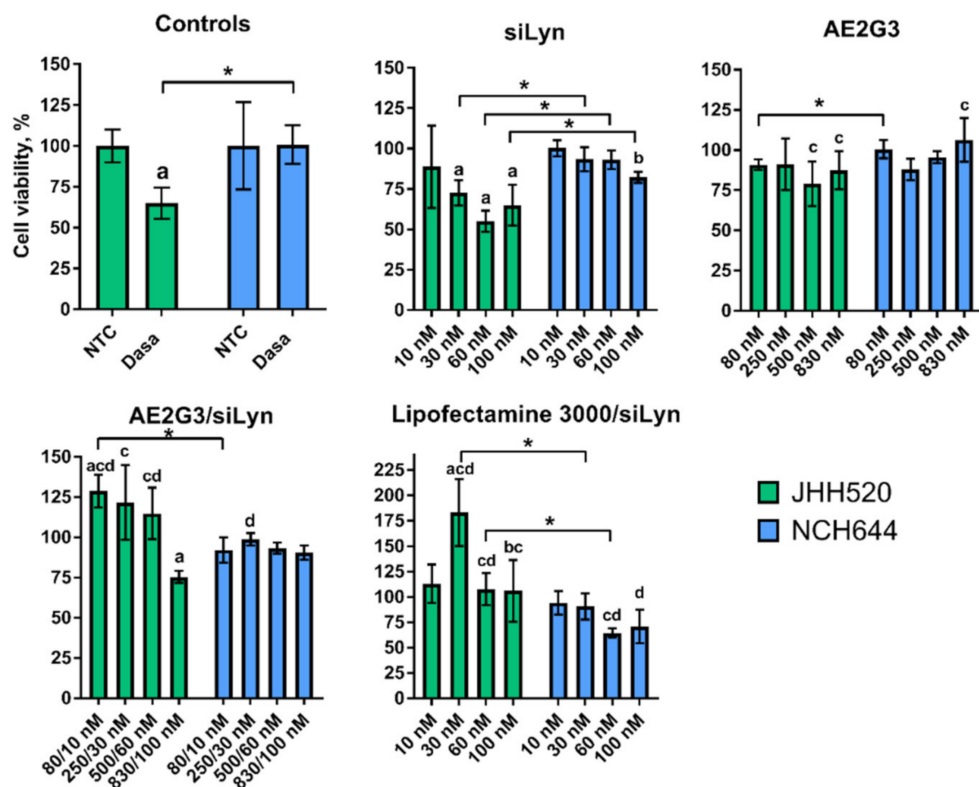 Controls
Cell viability, %
150
125
100
75
50
25
0
*
a
NTC
Dasa
NTC
Dasa
siLyn
150
125
100
75
50
25
0
*
*
*
a
a
a
b
10 nM
30 nM
60 nM
100 nM
10 nM
30 nM
60 nM
100 nM
AE2G3
150
125
100
75
50
25
0
*
c
c
c
80 nM
250 nM
500 nM
830 nM
80 nM
250 nM
500 nM
830 nM
AE2G3/siLyn
150
125
100
75
50
25
0
*
acd
c
cd
a
d
80/10 nM
250/30 nM
500/60 nM
830/100 nM
80/10 nM
250/30 nM
500/60 nM
830/100 nM
Lipofectamine 3000/siLyn
225
200
175
150
125
100
75
50
25
0
*
*
acd
cd
bc
cd
d
10 nM
30 nM
60 nM
100 nM
10 nM
30 nM
60 nM
100 nM
JHH520
NCH644